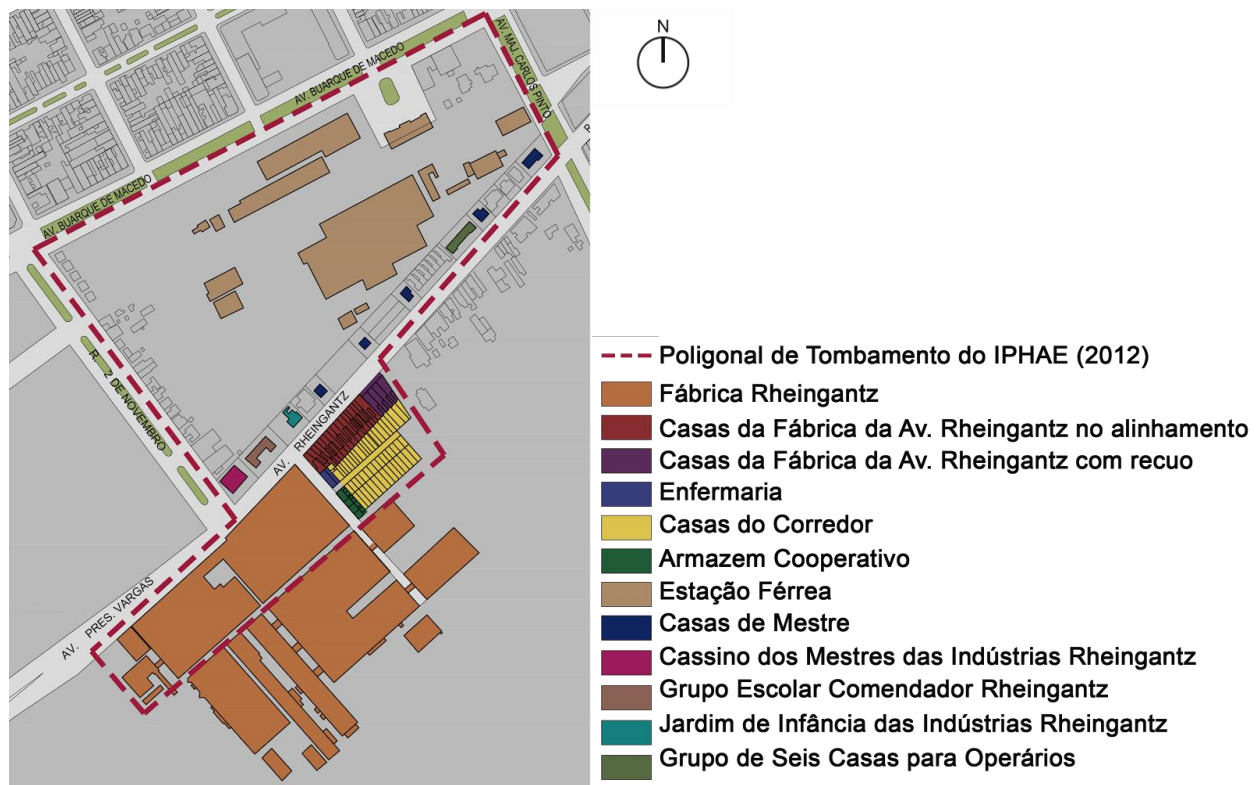 N
AV. BUARQUE DE MACEDO
AV. MAJ. CARLOS PINTO
AV. BUARQUE DE MACEDO
R. 2 DE NOVEMBRO
AV. RHEINGANTZ
AV. PRES. VARGAS
Poligonal de Tombamento do IPHAE (2012)
Fábrica Rheingantz
Casas da Fábrica da Av. Rheingantz no alinhamento
Casas da Fábrica da Av. Rheingantz com recuo
Enfermaria
Casas do Corredor
Armazem Cooperativo
Estação Férrea
Casas de Mestre
Cassino dos Mestres das Indústrias Rheingantz
Grupo Escolar Comendador Rheingantz
Jardim de Infância das Indústrias Rheingantz
Grupo de Seis Casas para Operários